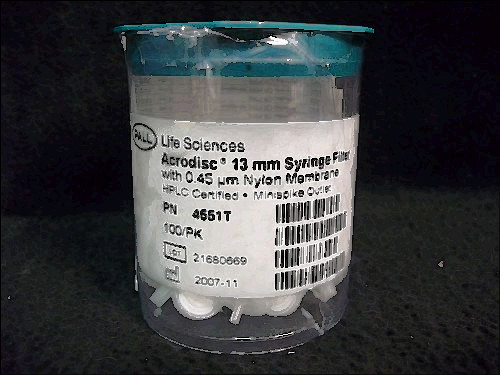 PALL
Life Sciences
Acrodisc® 13 mm Syringe Filter
with 0.45 µm Nylon Membrane
HPLC Certified • Minispike Outlet
PN 4551T
100/PK
LOT 21680669
2007-11